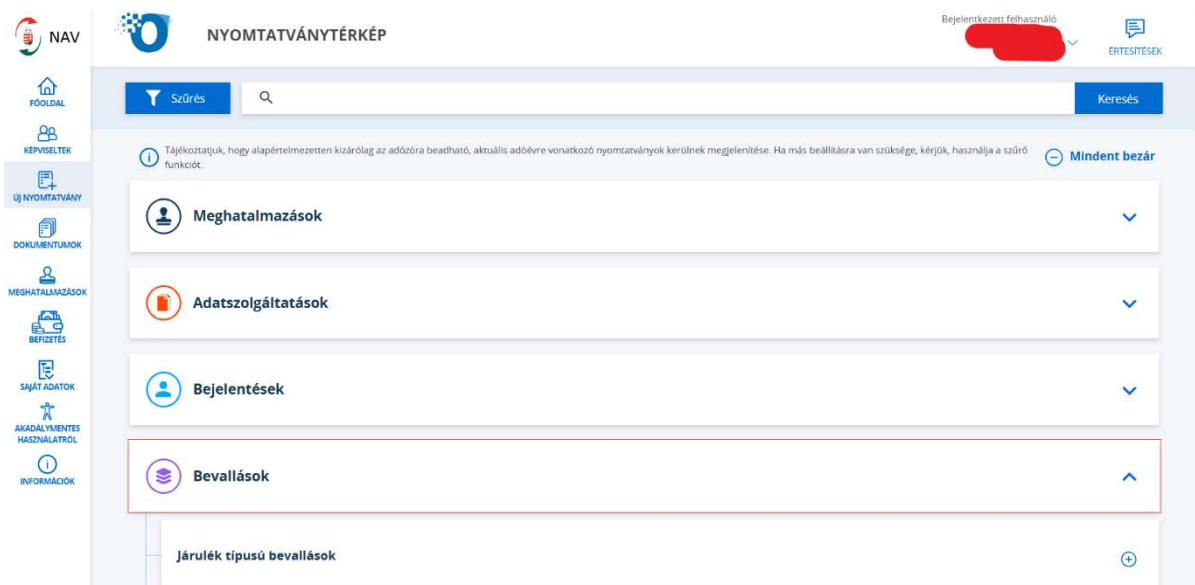 NAV
NYOMTATVÁNYTÉRKÉP
Bejelentkezett felhasználó
ÉRTESÍTÉSEK
FŐOLDAL
KÉPVISELTEK
ÚJ NYOMTATVÁNY
DOKUMENTUMOK
MEGHATALMAZÁSOK
BEFIZETÉS
SAJÁT ADATOK
AKADÁLYMENTES
HASZNÁLATRÓL
INFORMÁCIÓK
Szűrés
Keresés
Tájékoztatjuk, hogy alapértelmezetten kizárólag az adózóra beadható, aktuális adóévre vonatkozó nyomtatványok kerülnek megjelenítése. Ha más beállításra van szüksége, kérjük, használja a szűrő
funkciót.
Mindent bezár
Meghatalmazások
Adatszolgáltatások
Bejelentések
Bevallások
Járulék típusú bevallások